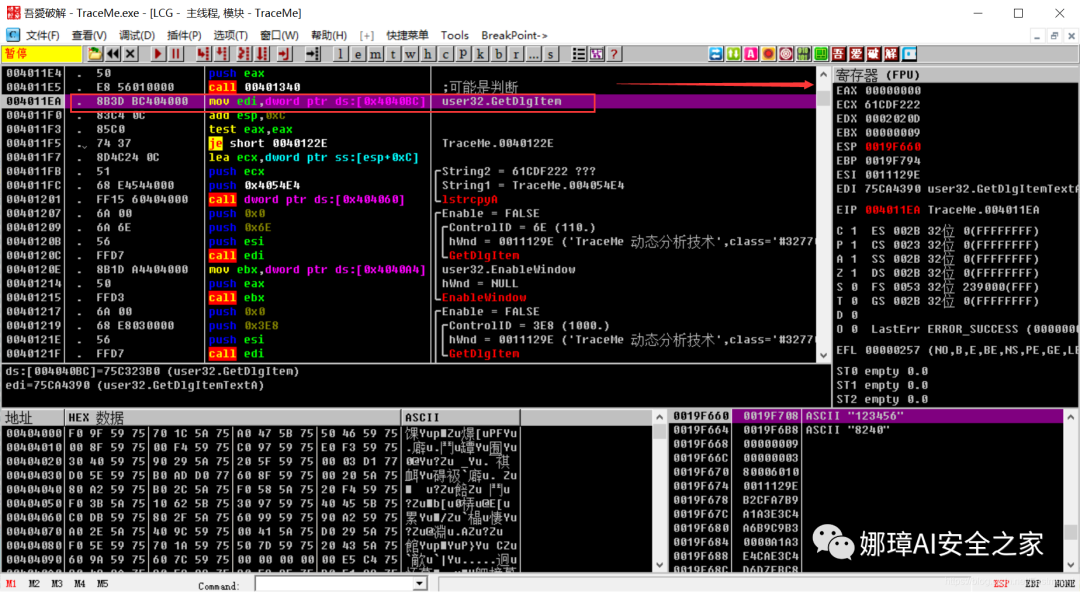 吾愛破解 - TraceMe.exe - [LCG -  主线程, 模块 - TraceMe]
文件(F) 查看(V) 调试(D) 插件(P) 选项(T) 窗口(W) 帮助(H) [+] 快捷菜单 Tools BreakPoint->
暂停 l e m t w h c p k b r ... s ? 吾 爱 破 解
004011E4 . 50 push eax
004011E5 . E8 56010000 call 00401340 ;可能是判断
004011EA . 8B3D BC404000 mov edi,dword ptr ds:[0x4040BC] user32.GetDlgItem
004011F0 . 83C4 0C add esp,0xC
004011F3 . 85C0 test eax,eax
004011F5 . 74 37 je short 0040122E TraceMe.0040122E
004011F7 . 8D4C24 0C lea ecx,dword ptr ss:[esp+0xC]
004011FB . 51 push ecx String2 = 61CDF222 ???
004011FC . 68 E4544000 push 0x4054E4 String1 = TraceMe.004054E4
00401201 . FF15 60404000 call dword ptr ds:[0x404060] lstrcpyA
00401207 . 6A 00 push 0x0 Enable = FALSE
00401209 . 6A 6E push 0x6E ControlID = 6E (110.)
0040120B . 56 push esi hWnd = 0011129E ('TraceMe 动态分析技术',class='#3277
0040120C . FFD7 call edi GetDlgItem
0040120E . 8B1D A4404000 mov ebx,dword ptr ds:[0x4040A4] user32.EnableWindow
00401214 . 50 push eax hWnd = NULL
00401215 . FFD3 call ebx EnableWindow
00401217 . 6A 00 push 0x0 Enable = FALSE
00401219 . 68 E8030000 push 0x3E8 ControlID = 3E8 (1000.)
0040121E . 56 push esi hWnd = 0011129E ('TraceMe 动态分析技术',class='#3277
0040121F . FFD7 call edi GetDlgItem
ds:[004040BC]=75C323B0 (user32.GetDlgItem)
edi=75CA4390 (user32.GetDlgItemTextA)
寄存器 (FPU)
EAX 00000000
ECX 61CDF222
EDX 0002020D
EBX 00000009
ESP 0019F660
EBP 0019F794
ESI 0011129E
EDI 75CA4390 user32.GetDlgItemTextA
EIP 004011EA TraceMe.004011EA
C 1 ES 002B 32位 0(FFFFFFFF)
P 1 CS 0023 32位 0(FFFFFFFF)
A 1 SS 002B 32位 0(FFFFFFFF)
Z 1 DS 002B 32位 0(FFFFFFFF)
S 0 FS 0053 32位 239000(FFF)
T 0 GS 002B 32位 0(FFFFFFFF)
D 0
O 0 LastErr ERROR_SUCCESS (0000000
EFL 00000257 (NO,B,E,BE,NS,PE,GE,LE
ST0 empty 0.0
ST1 empty 0.0
ST2 empty 0.0
地址 HEX 数据 ASCII
00404000 F0 9F 59 75 70 1C 5A 75 A0 47 5B 75 50 46 59 75
00404010 00 8F 59 75 00 F4 59 75 C0 97 59 75 E0 F3 59 75
00404020 30 40 59 75 90 29 5A 75 20 5F 59 75 00 03 D1 77
00404030 D0 5E 59 75 B0 AD D0 77 60 8F 59 75 00 20 5A 75
00404040 80 A2 59 75 B0 2C 5A 75 F0 58 5A 75 20 F4 59 75
00404050 F0 3B 5A 75 10 62 5B 75 30 97 59 75 40 45 5B 75
00404060 C0 DB 59 75 80 2F 5A 75 60 99 59 75 90 A2 59 75
00404070 A0 2E 5A 75 40 9C 59 75 00 41 5A 75 D0 29 5A 75
00404080 F0 5E 59 75 70 1A 59 75 50 7D 59 75 20 43 5A 75
00404090 60 9A 59 75 60 7C 59 75 00 00 00 00 00 E5 C4 75
0019F660 0019F708 ASCII "123456"
0019F664 0019F6B8 ASCII "8240"
0019F668 00000009
0019F66C 00000003
0019F670 80006010
0019F674 0011129E
0019F678 B2CFA7B9
0019F67C A1A3E3C4
0019F680 A6B9C9B3
0019F684 0000A1A3
0019F688 E4CAE3C4
0019F68C D6D7FBC8
娜璋AI安全之家
M1 M2 M3 M4 M5 Command: ESP EBP NONE